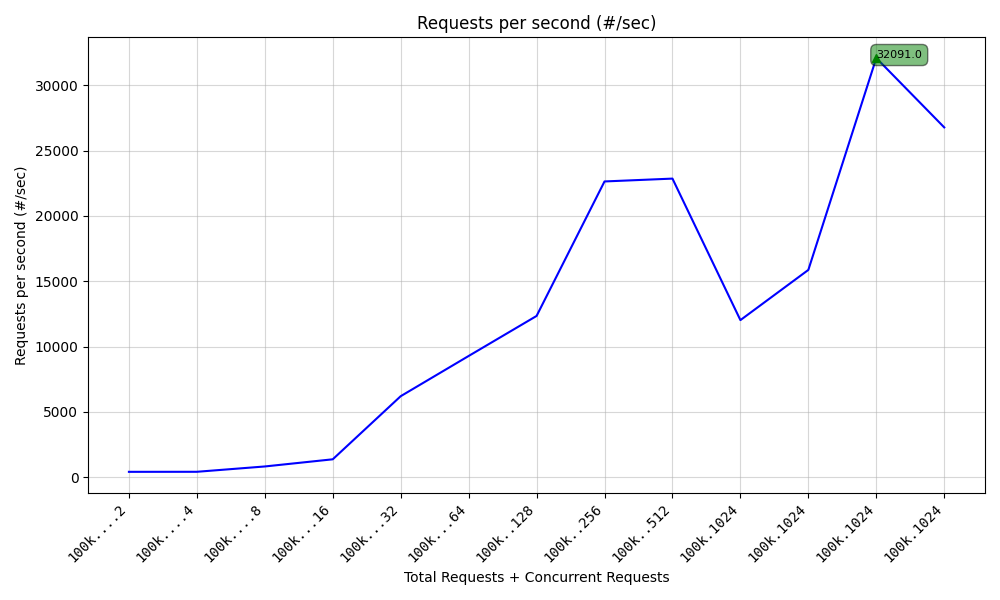 Requests per second (#/sec)
32091.0
30000
25000
20000
15000
10000
5000
0
Requests per second (#/sec)
100k....2
100k....4
100k....8
100k...16
100k...32
100k...64
100k..128
100k..256
100k..512
100k.1024
100k.1024
100k.1024
100k.1024
Total Requests + Concurrent Requests